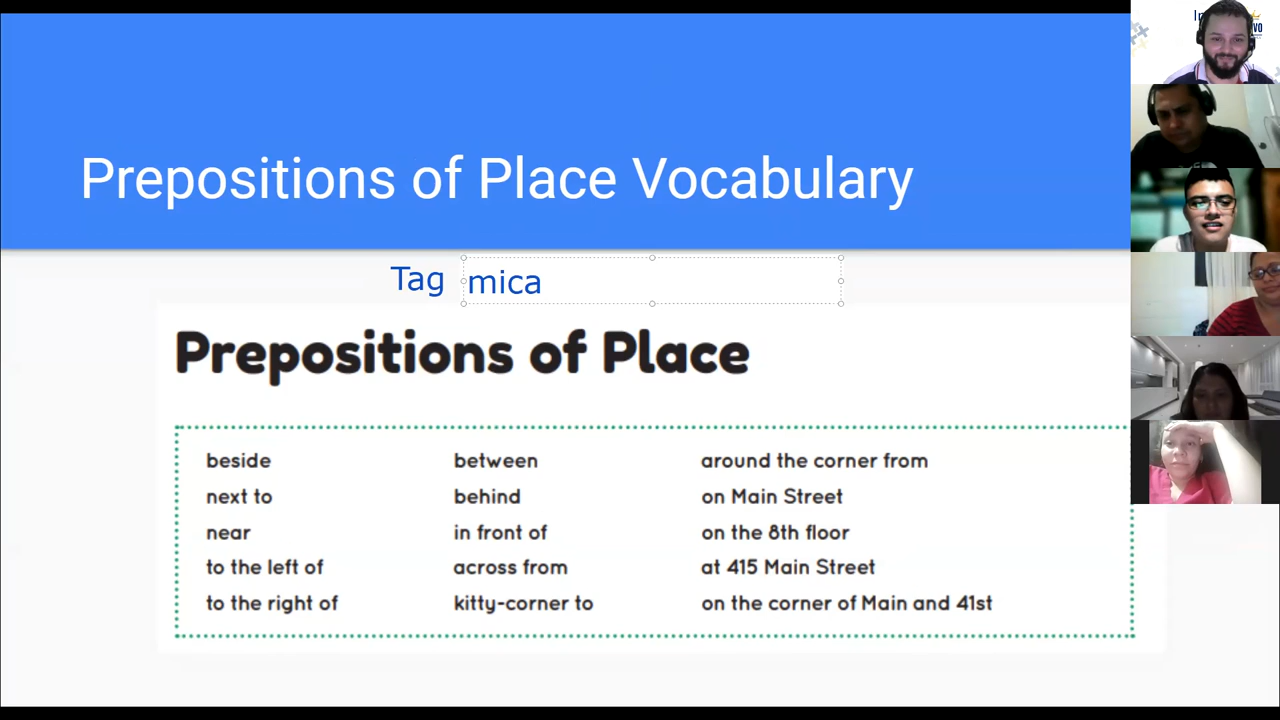 Prepositions of Place Vocabulary
Tag mica
Prepositions of Place
beside between around the corner from
next to behind on Main Street
near in front of on the 8th floor
to the left of across from at 415 Main Street
to the right of kitty-corner to on the corner of Main and 41st